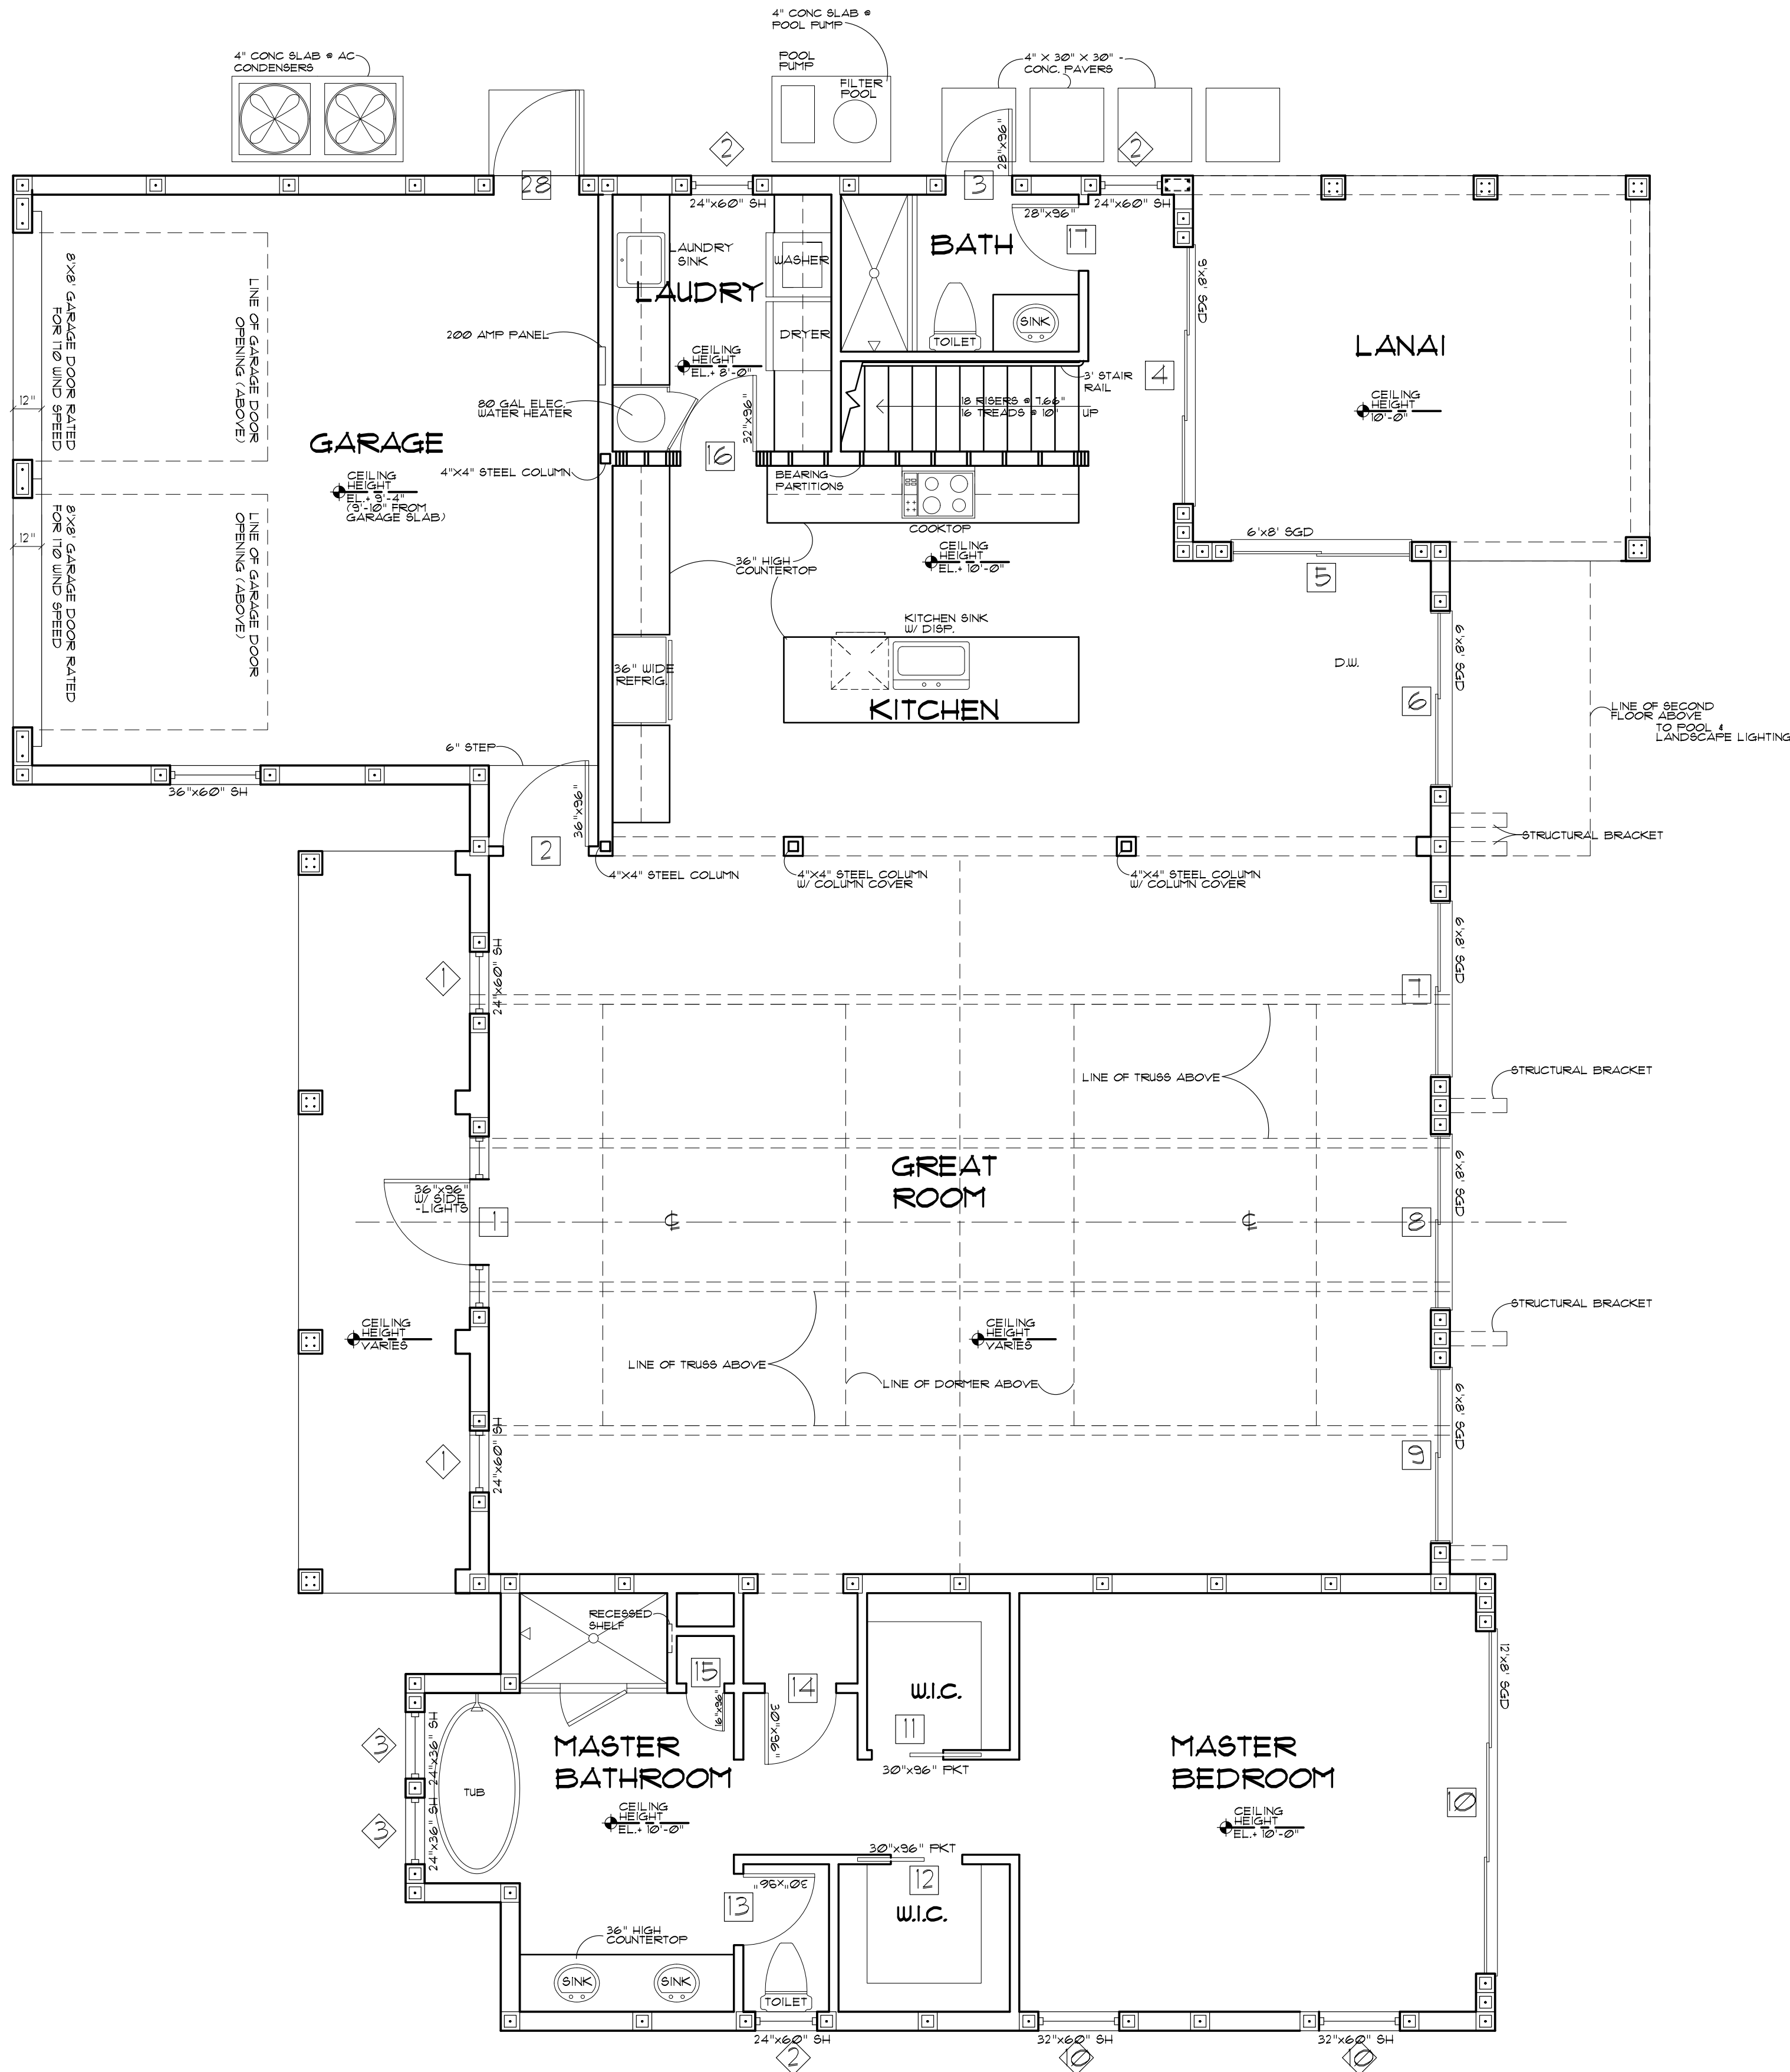 4" CONC SLAB @
POOL PUMP
4" CONC SLAB @ AC
CONDENSERS
POOL
PUMP
FILTER
POOL
4" X 30" X 30" -
CONC. PAVERS
2
28"x96"
2
28
24"x60" SH
3
28"x96"
24"x60" SH
17
BATH
LAUNDRY
SINK
WASHER
LAUDRY
DRYER
SINK
TOILET
9'x8' SGD
LANAI
4
CEILING
HEIGHT
10'-0"
8'X8' GARAGE DOOR RATED
FOR 170 WIND SPEED
LINE OF GARAGE DOOR
OPENING (ABOVE)
12"
200 AMP PANEL
CEILING
HEIGHT
EL.+ 8'-0"
3' STAIR
RAIL
18 RISERS @ 7.66"
16 TREADS @ 10"
UP
80 GAL ELEC.
WATER HEATER
32"x96"
16
GARAGE
CEILING
HEIGHT
EL.+ 9'-4"
(9'-10" FROM
GARAGE SLAB)
4"X4" STEEL COLUMN
BEARING
PARTITIONS
COOKTOP
8'X8' GARAGE DOOR RATED
FOR 170 WIND SPEED
LINE OF GARAGE DOOR
OPENING (ABOVE)
12"
36" HIGH
COUNTERTOP
CEILING
HEIGHT
EL.+ 10'-0"
6'x8' SGD
5
KITCHEN SINK
W/ DISP.
36" WIDE
REFRIG.
KITCHEN
D.W.
6'x8' SGD
6
LINE OF SECOND
FLOOR ABOVE
TO POOL &
LANDSCAPE LIGHTING
6" STEP
36"x60" SH
36"x96"
2
4"X4" STEEL COLUMN
4"X4" STEEL COLUMN
W/ COLUMN COVER
4"X4" STEEL COLUMN
W/ COLUMN COVER
STRUCTURAL BRACKET
1
24"x60" SH
6'x8' SGD
7
LINE OF TRUSS ABOVE
STRUCTURAL BRACKET
GREAT
ROOM
36"x96"
W/ SIDE
-LIGHTS
1
℄
℄
6'x8' SGD
8
CEILING
HEIGHT
VARIES
CEILING
HEIGHT
VARIES
STRUCTURAL BRACKET
LINE OF TRUSS ABOVE
LINE OF DORMER ABOVE
1
24"x60" SH
6'x8' SGD
9
RECESSED
SHELF
15
16"x96"
14
30"x96"
W.I.C.
11
30"x96" PKT
12'x8' SGD
3
24"x36" SH
MASTER
BATHROOM
MASTER
BEDROOM
TUB
10
3
24"x36" SH
CEILING
HEIGHT
EL.+ 10'-0"
CEILING
HEIGHT
EL.+ 10'-0"
30"x96" PKT
12
30"x96"
13
W.I.C.
36" HIGH
COUNTERTOP
SINK
SINK
TOILET
24"x60" SH
32"x60" SH
32"x60" SH
2
10
10